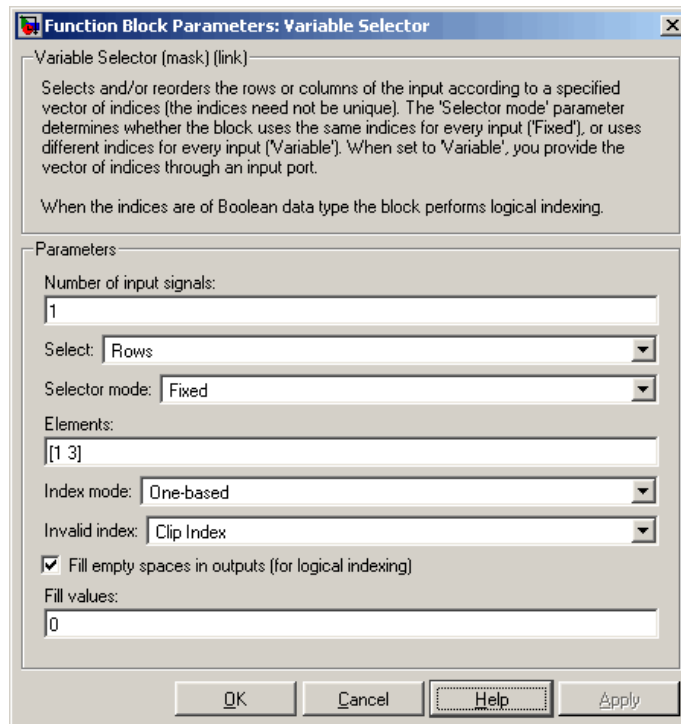 Function Block Parameters: Variable Selector
Variable Selector (mask) (link)
Selects and/or reorders the rows or columns of the input according to a specified
vector of indices (the indices need not be unique). The 'Selector mode' parameter
determines whether the block uses the same indices for every input ('Fixed'), or uses
different indices for every input ('Variable'). When set to 'Variable', you provide the
vector of indices through an input port.
When the indices are of Boolean data type the block performs logical indexing.
Parameters
Number of input signals:
1
Select: Rows
Selector mode: Fixed
Elements:
[1 3]
Index mode: One-based
Invalid index: Clip Index
Fill empty spaces in outputs (for logical indexing)
Fill values:
0
OK Cancel Help Apply